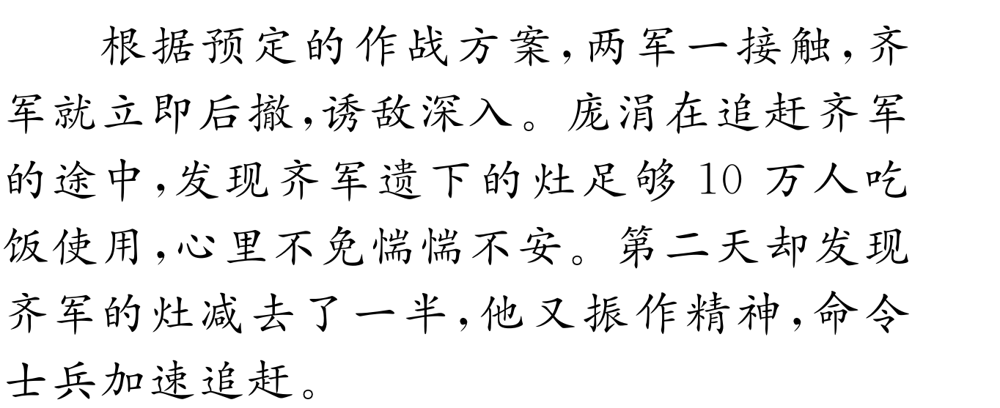 根据预定的作战方案,两军一接触,齐
军就立即后撤,诱敌深入。庞涓在追赶齐军
的途中,发现齐军遗下的灶足够 10 万人吃
饭使用,心里不免惴惴不安。第二天却发现
齐军的灶减去了一半,他又振作精神,命令
士兵加速追赶。